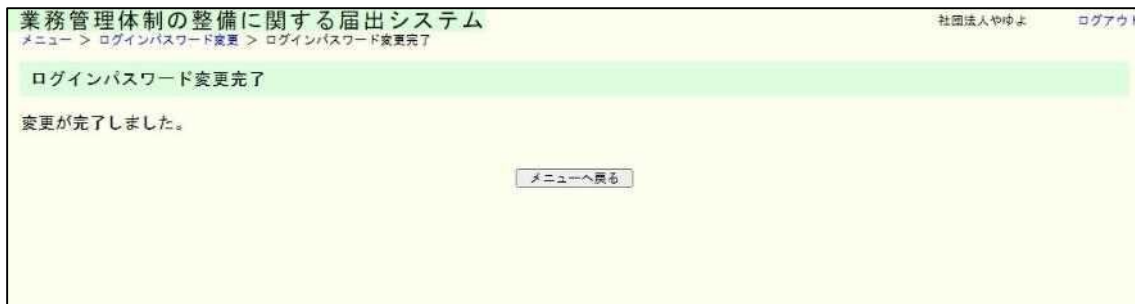 業務管理体制の整備に関する届出システム 社団法人やゆよ ログアウト
メニュー ＞ ログインパスワード変更 ＞ ログインパスワード変更完了
ログインパスワード変更完了
変更が完了しました。
メニューへ戻る